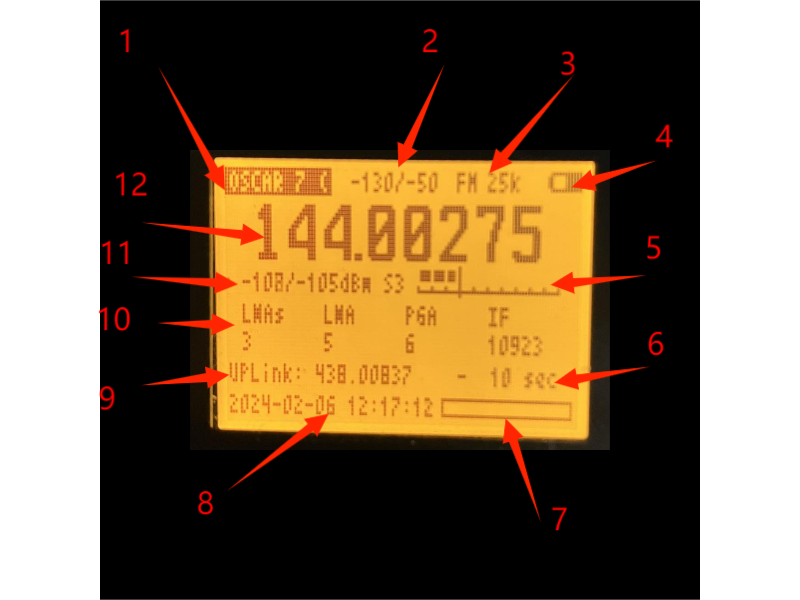 1
2
3
OSCAR 7 ( -130/-50 FM 25k
4
12
144.00275
11
-108/-105dBm S3
5
10
LNAs LNA PGA IF
3 5 6 10923
6
9
UPLink: 438.00837 - 10 sec
2024-02-06 12:17:12
8
7